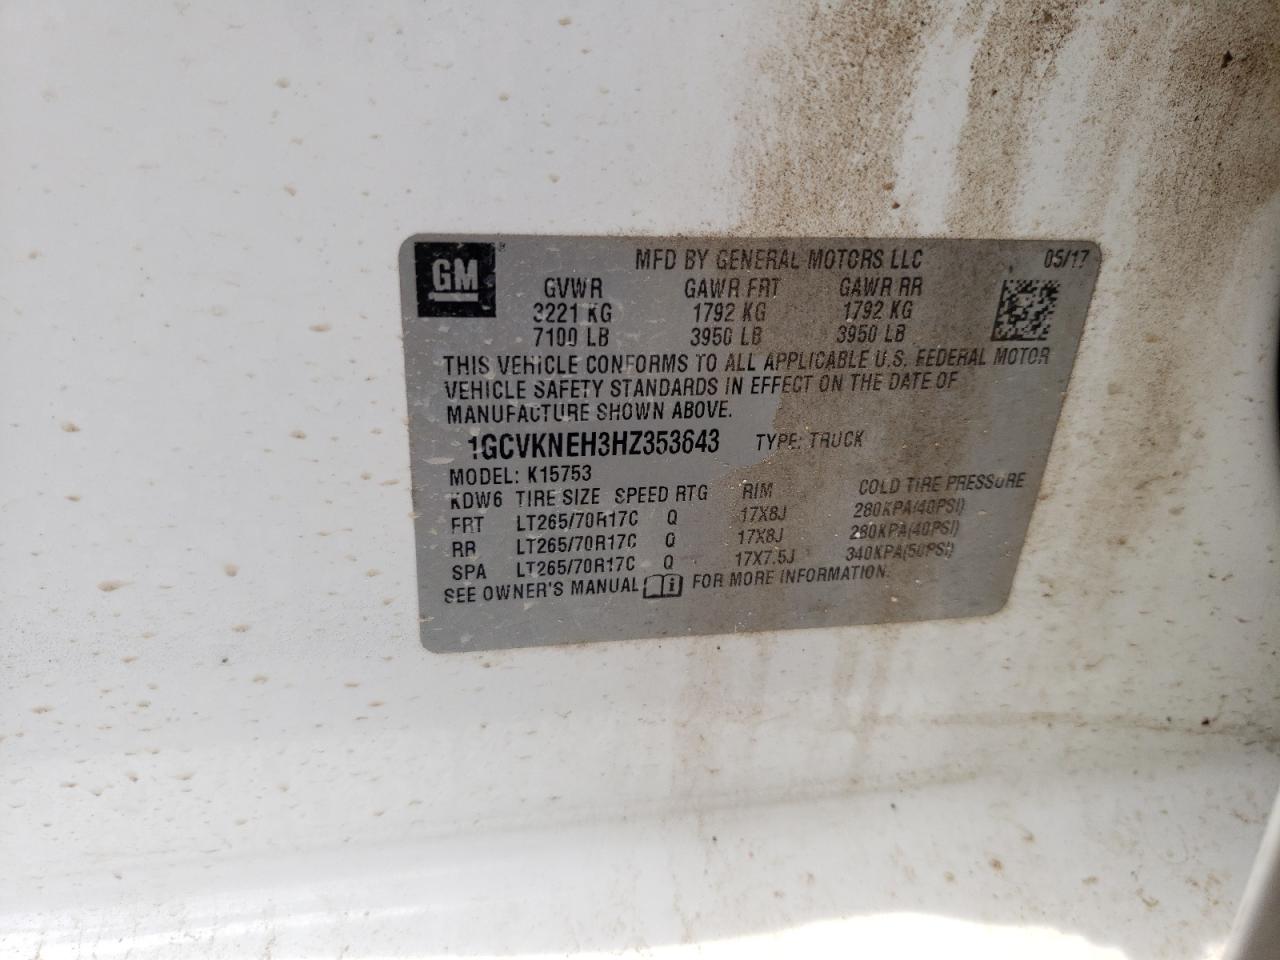 GM
MFD BY GENERAL MOTORS LLC 05/17
GVWR GAWR FRT GAWR RR
3221 KG 1792 KG 1792 KG
7100 LB 3950 LB 3950 LB
THIS VEHICLE CONFORMS TO ALL APPLICABLE U.S. FEDERAL MOTOR
VEHICLE SAFETY STANDARDS IN EFFECT ON THE DATE OF
MANUFACTURE SHOWN ABOVE.
1GCVKNEH3HZ353643 TYPE: TRUCK
MODEL: K15753
KDW6 TIRE SIZE SPEED RTG RIM COLD TIRE PRESSURE
FRT LT265/70R17C Q 17X8J 280KPA(40PSI)
RR LT265/70R17C Q 17X8J 280KPA(40PSI)
SPA LT265/70R17C Q 17X7.5J 340KPA(50PSI)
SEE OWNER'S MANUAL i FOR MORE INFORMATION.